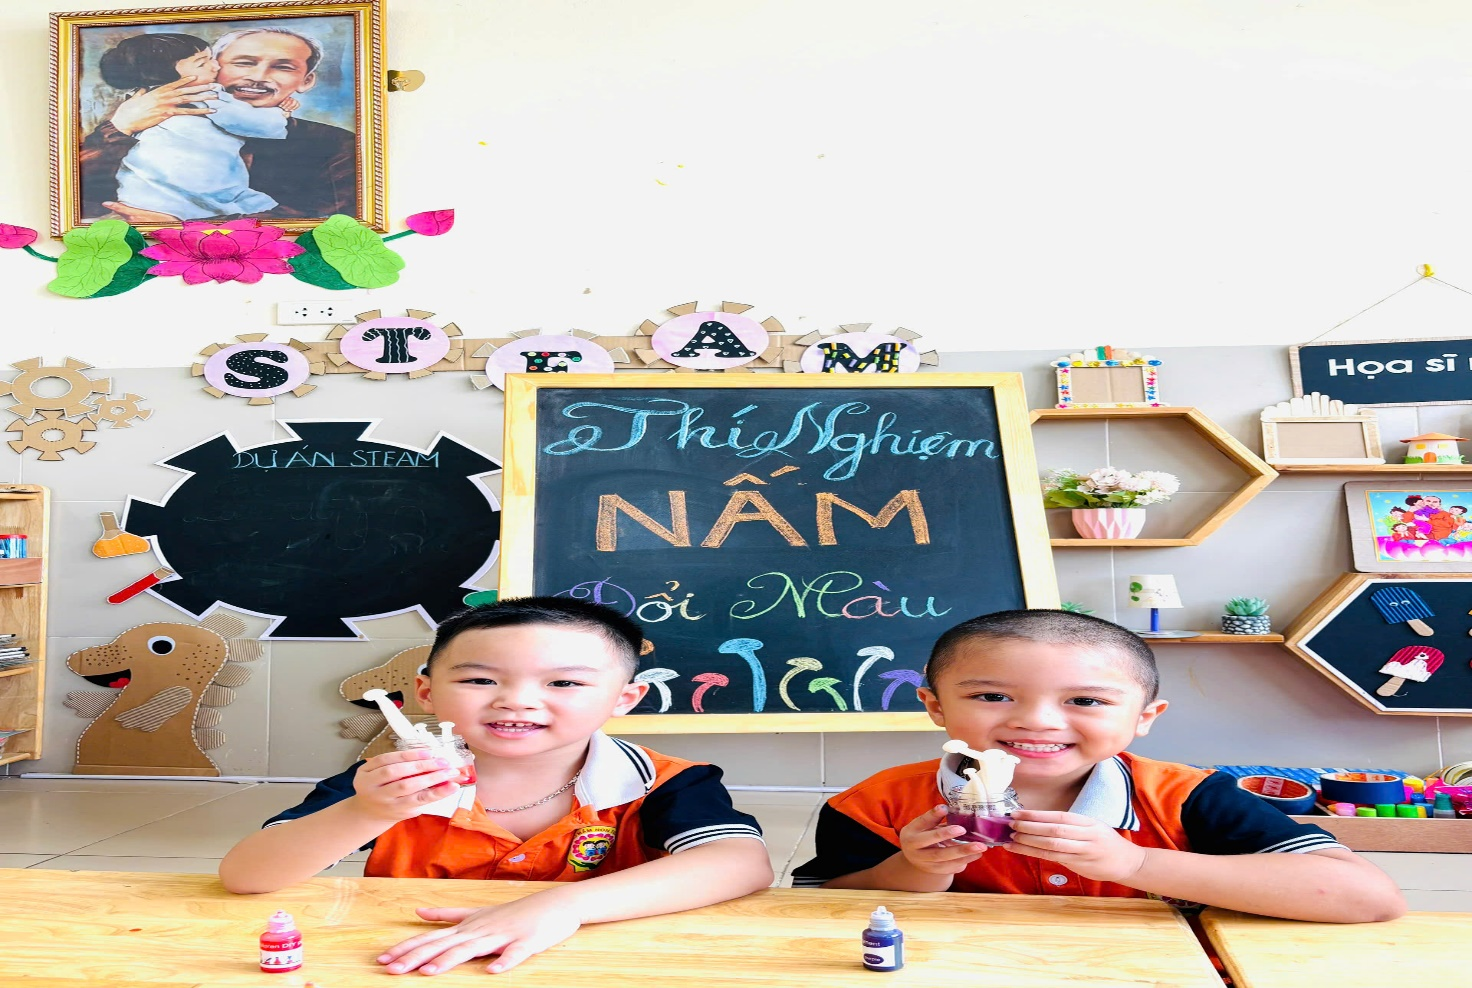 STEAM
Họa sĩ
DỰ ÁN STEAM
Thí Nghiệm
NẤM
Đổi Màu